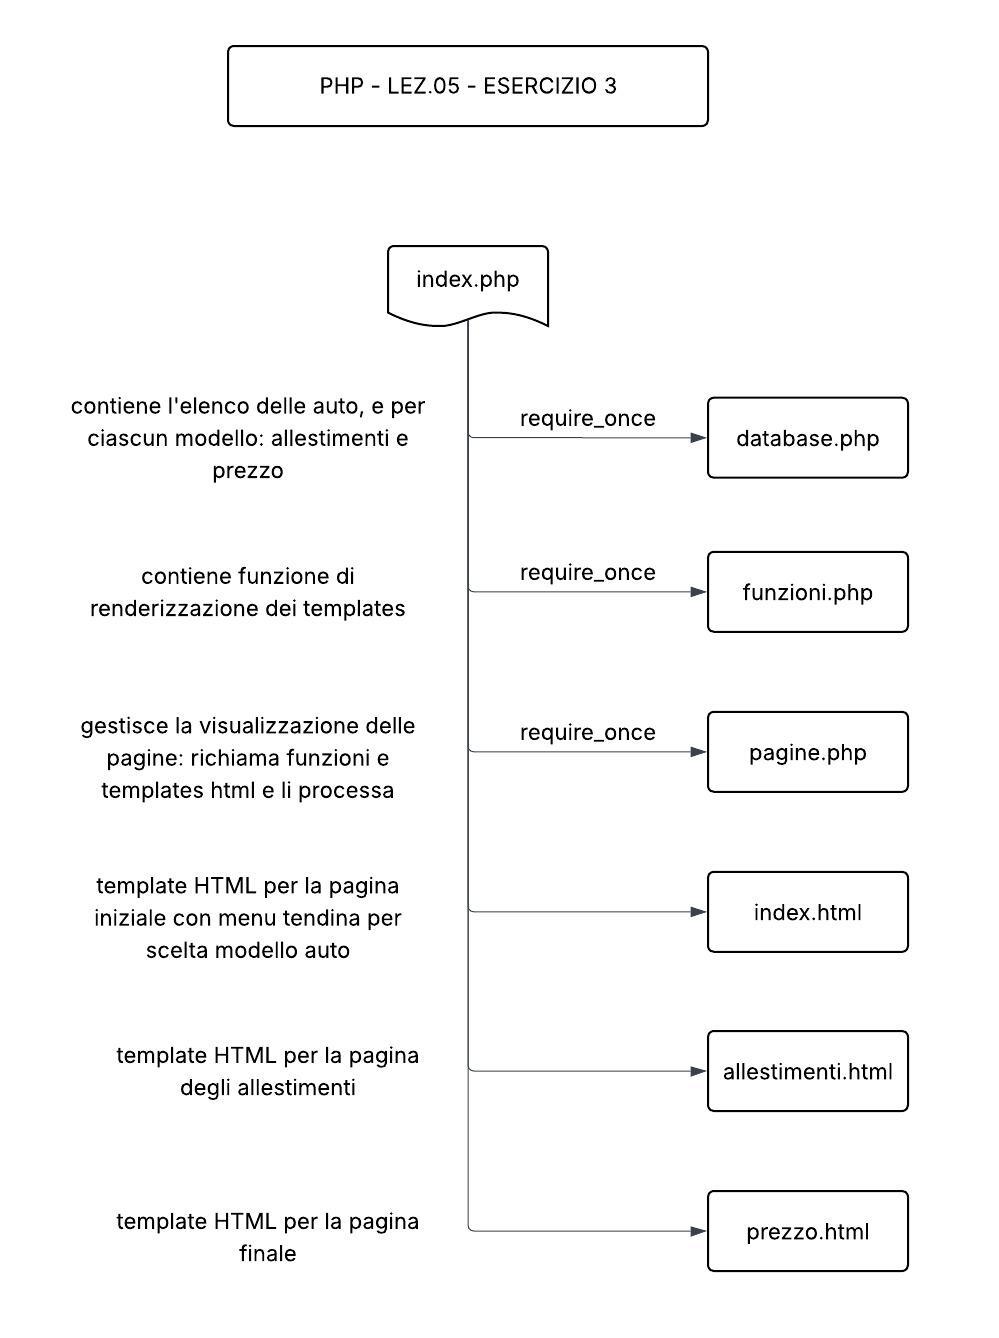 PHP - LEZ.05 - ESERCIZIO 3
index.php
contiene l'elenco delle auto, e per
ciascun modello: allestimenti e
prezzo
require_once
database.php
contiene funzione di
renderizzazione dei templates
require_once
funzioni.php
gestisce la visualizzazione delle
pagine: richiama funzioni e
templates html e li processa
require_once
pagine.php
template HTML per la pagina
iniziale con menu tendina per
scelta modello auto
index.html
template HTML per la pagina
degli allestimenti
allestimenti.html
template HTML per la pagina
finale
prezzo.html